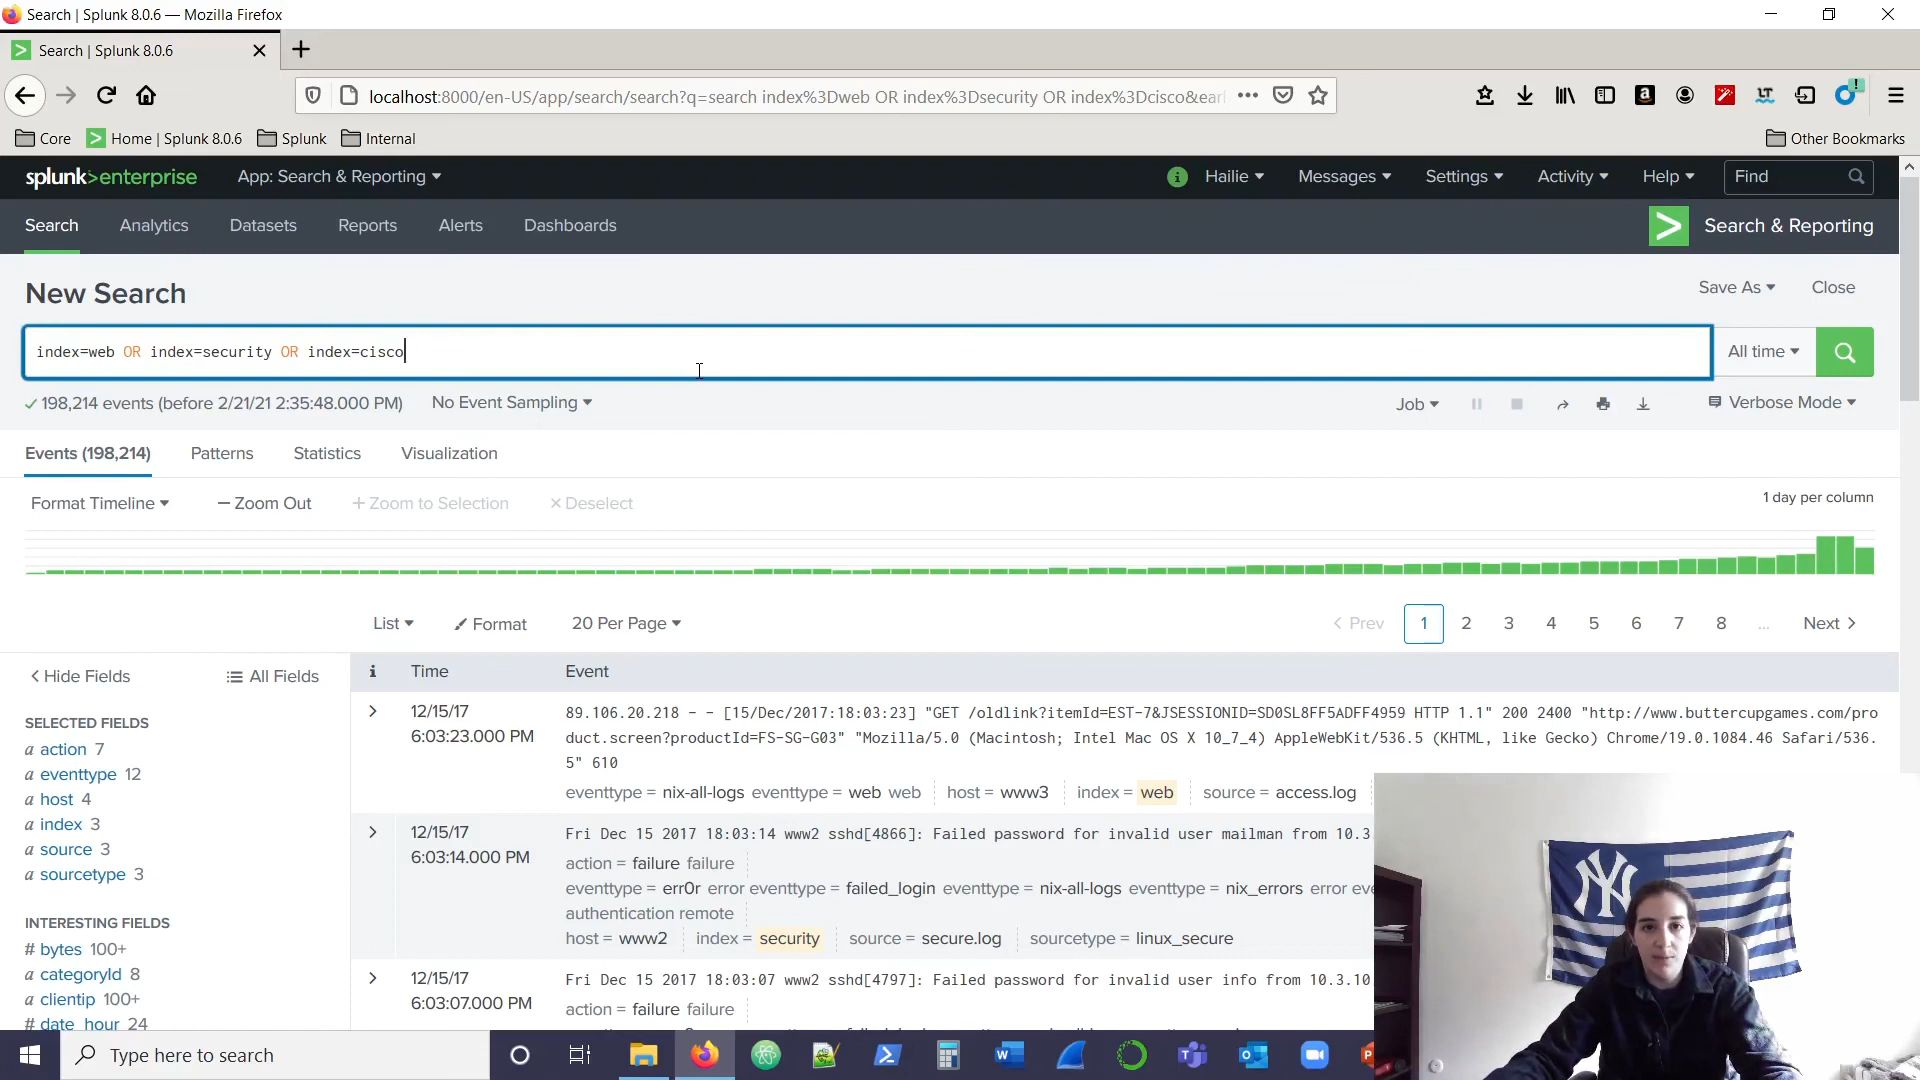 Search | Splunk 8.0.6 — Mozilla Firefox
Search | Splunk 8.0.6
localhost:8000/en-US/app/search/search?q=search index%3Dweb OR index%3Dsecurity OR index%3Dcisco&earl
Core
Home | Splunk 8.0.6
Splunk
Internal
Other Bookmarks
splunk>enterprise App: Search & Reporting
Hailie Messages Settings Activity Help Find
Search Analytics Datasets Reports Alerts Dashboards
Search & Reporting
New Search
Save As Close
index=web OR index=security OR index=cisco
All time
198,214 events (before 2/21/21 2:35:48.000 PM) No Event Sampling
Job Verbose Mode
Events (198,214) Patterns Statistics Visualization
Format Timeline — Zoom Out + Zoom to Selection × Deselect
1 day per column
List Format 20 Per Page
< Prev 1 2 3 4 5 6 7 8 ... Next >
< Hide Fields All Fields
SELECTED FIELDS
a action 7
a eventtype 12
a host 4
a index 3
a source 3
a sourcetype 3
INTERESTING FIELDS
# bytes 100+
a categoryId 8
a clientip 100+
# date_hour 24
i Time Event
12/15/17
6:03:23.000 PM
89.106.20.218 - - [15/Dec/2017:18:03:23] "GET /oldlink?itemId=EST-7&JSESSIONID=SD0SL8FF5ADFF4959 HTTP 1.1" 200 2400 "http://www.buttercupgames.com/pro
duct.screen?productId=FS-SG-G03" "Mozilla/5.0 (Macintosh; Intel Mac OS X 10_7_4) AppleWebKit/536.5 (KHTML, like Gecko) Chrome/19.0.1084.46 Safari/536.
5" 610
eventtype = nix-all-logs eventtype = web web host = www3 index = web source = access.log
12/15/17
6:03:14.000 PM
Fri Dec 15 2017 18:03:14 www2 sshd[4866]: Failed password for invalid user mailman from 10.3.
action = failure failure
eventtype = err0r error eventtype = failed_login eventtype = nix-all-logs eventtype = nix_errors error eve
authentication remote
host = www2 index = security source = secure.log sourcetype = linux_secure
12/15/17
6:03:07.000 PM
Fri Dec 15 2017 18:03:07 www2 sshd[4797]: Failed password for invalid user info from 10.3.10
action = failure failure
Type here to search